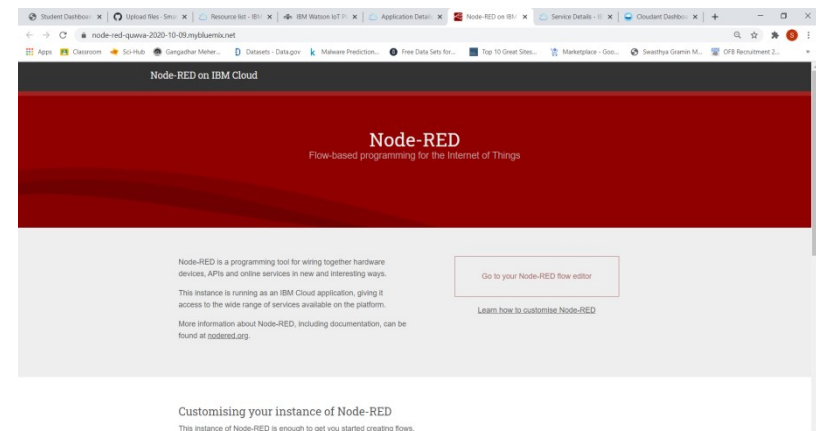 Student Dashboar
Upload files - Smar
Resource list - IBM
IBM Watson IoT Pl
Application Details
Node-RED on IBM
Service Details - I
Cloudant Dashbo
node-red-quwva-2020-10-09.mybluemix.net
Apps
Classroom
Sci-Hub
Gangadhar Meher...
Datasets - Data.gov
Malware Prediction...
Free Data Sets for...
Top 10 Great Sites...
Marketplace - Goo...
Swasthya Gramin M...
OFB Recruitment 2...
Node-RED on IBM Cloud
Node-RED
Flow-based programming for the Internet of Things
Node-RED is a programming tool for wiring together hardware
devices, APIs and online services in new and interesting ways.
This instance is running as an IBM Cloud application, giving it
access to the wide range of services available on the platform.
More information about Node-RED, including documentation, can be
found at nodered.org.
Go to your Node-RED flow editor
Learn how to customise Node-RED
Customising your instance of Node-RED
This instance of Node-RED is enough to get you started creating flows.